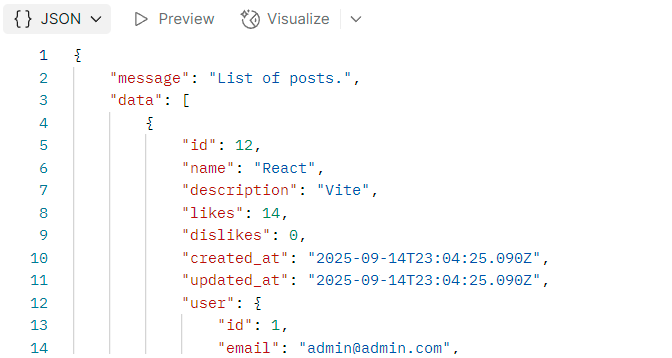 {} JSON Preview Visualize
1 {
2 "message": "List of posts.",
3 "data": [
4 {
5 "id": 12,
6 "name": "React",
7 "description": "Vite",
8 "likes": 14,
9 "dislikes": 0,
10 "created_at": "2025-09-14T23:04:25.090Z",
11 "updated_at": "2025-09-14T23:04:25.090Z",
12 "user": {
13 "id": 1,
14 "email": "admin@admin.com",